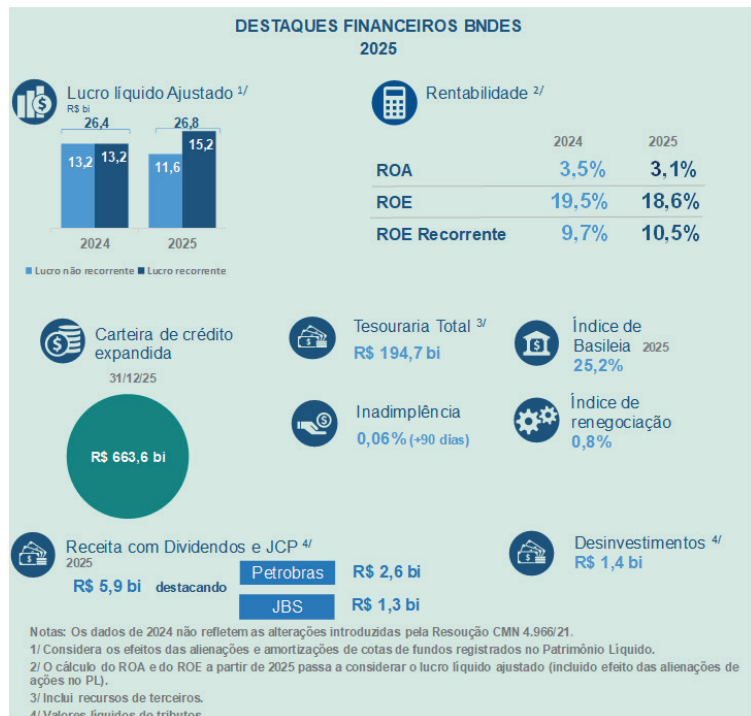 DESTAQUES FINANCEIROS BNDES
2025
Lucro líquido Ajustado 1/
R$ bi
26,4
26,8
13,2
13,2
11,6
15,2
2024
2025
Lucro não recorrente
Lucro recorrente
Rentabilidade 2/
2024
2025
ROA
3,5%
3,1%
ROE
19,5%
18,6%
ROE Recorrente
9,7%
10,5%
Carteira de crédito
expandida
31/12/25
R$ 663,6 bi
Tesouraria Total 3/
R$ 194,7 bi
Índice de
Basileia 2025
25,2%
Inadimplência
0,06% (+90 dias)
Índice de
renegociação
0,8%
Receita com Dividendos e JCP 4/
2025
R$ 5,9 bi destacando
Petrobras
R$ 2,6 bi
JBS
R$ 1,3 bi
Desinvestimentos 4/
R$ 1,4 bi
Notas: Os dados de 2024 não refletem as alterações introduzidas pela Resoução CMN 4.966/21.
1/ Considera os efeitos das alienações e amortizações de cotas de fundos registrados no Patrimônio Líquido.
2/ O cálculo do ROA e do ROE a partir de 2025 passa a considerar o lucro líquido ajustado (incluido efeito das alienações de
ações no PL).
3/ Inclui recursos de terceiros.
4/ Valores líquidos de tributos.